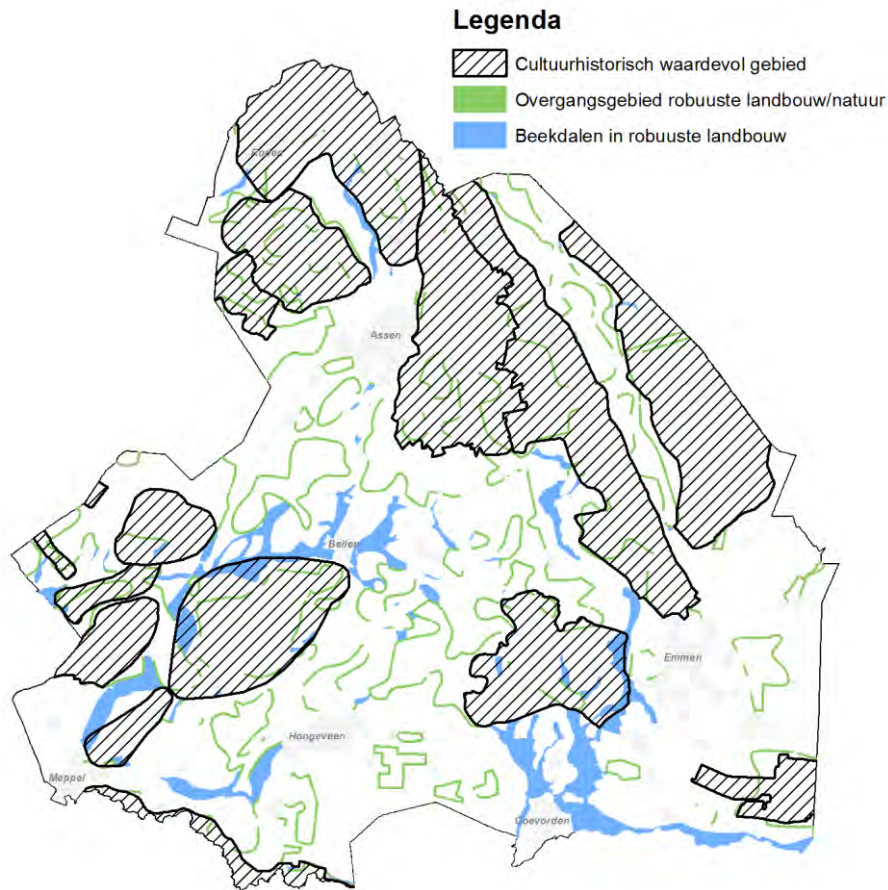 Legenda
Cultuurhistorisch waardevol gebied
Overgangsgebied robuuste landbouw/natuur
Beekdalen in robuuste landbouw
Roden
Assen
Beilen
Emmen
Hoogeveen
Meppel
Coevorden